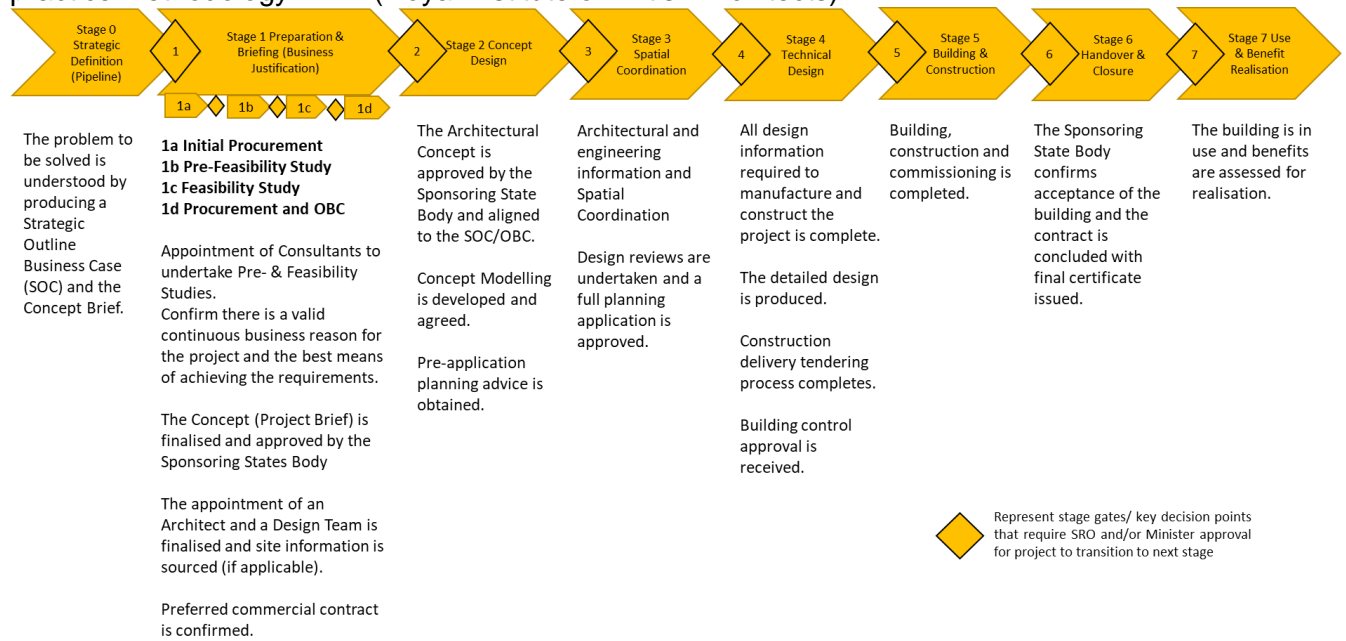 Stage 0
Strategic
Definition
(Pipeline)
1
Stage 1 Preparation &
Briefing (Business
Justification)
2
Stage 2 Concept
Design
3
Stage 3
Spatial
Coordination
4
Stage 4
Technical
Design
5
Stage 5
Building &
Construction
6
Stage 6
Handover &
Closure
7
Stage 7 Use
& Benefit
Realisation
1a
1b
1c
1d
The problem to
be solved is
understood by
producing a
Strategic
Outline
Business Case
(SOC) and the
Concept Brief.
1a Initial Procurement
1b Pre-Feasibility Study
1c Feasibility Study
1d Procurement and OBC
Appointment of Consultants to
undertake Pre- & Feasibility
Studies.
Confirm there is a valid
continuous business reason for
the project and the best means
of achieving the requirements.
The Concept (Project Brief) is
finalised and approved by the
Sponsoring States Body
The appointment of an
Architect and a Design Team is
finalised and site information is
sourced (if applicable).
Preferred commercial contract
is confirmed.
The Architectural
Concept is
approved by the
Sponsoring State
Body and aligned
to the SOC/OBC.
Concept Modelling
is developed and
agreed.
Pre-application
planning advice is
obtained.
Architectural and
engineering
information and
Spatial
Coordination
Design reviews are
undertaken and a
full planning
application is
approved.
All design
information
required to
manufacture and
construct the
project is complete.
The detailed design
is produced.
Construction
delivery tendering
process completes.
Building control
approval is
received.
Building,
construction and
commissioning is
completed.
The Sponsoring
State Body
confirms
acceptance of the
building and the
contract is
concluded with
final certificate
issued.
The building is in
use and benefits
are assessed for
realisation.
Represent stage gates/ key decision points
that require SRO and/or Minister approval
for project to transition to next stage